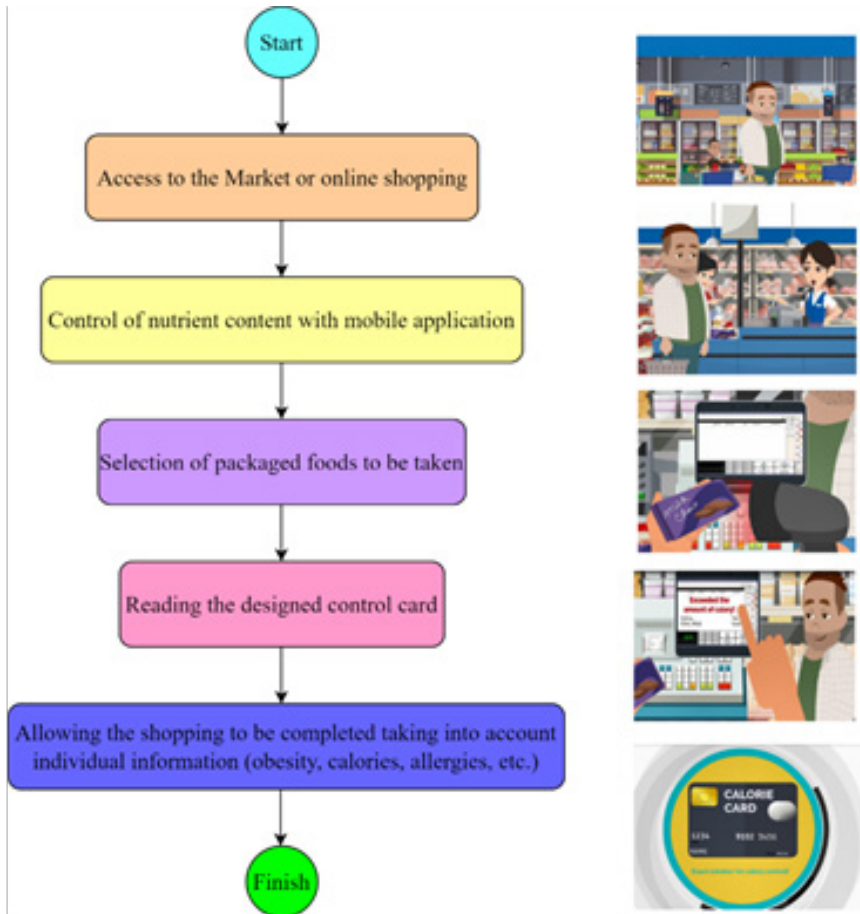 Start
Access to the Market or online shopping
Control of nutrient content with mobile application
Selection of packaged foods to be taken
Reading the designed control card
Allowing the shopping to be completed taking into account
individual information (obesity, calories, allergies, etc.)
Finish
Exceeded the
amount of calory!
CALORIE
CARD
1234